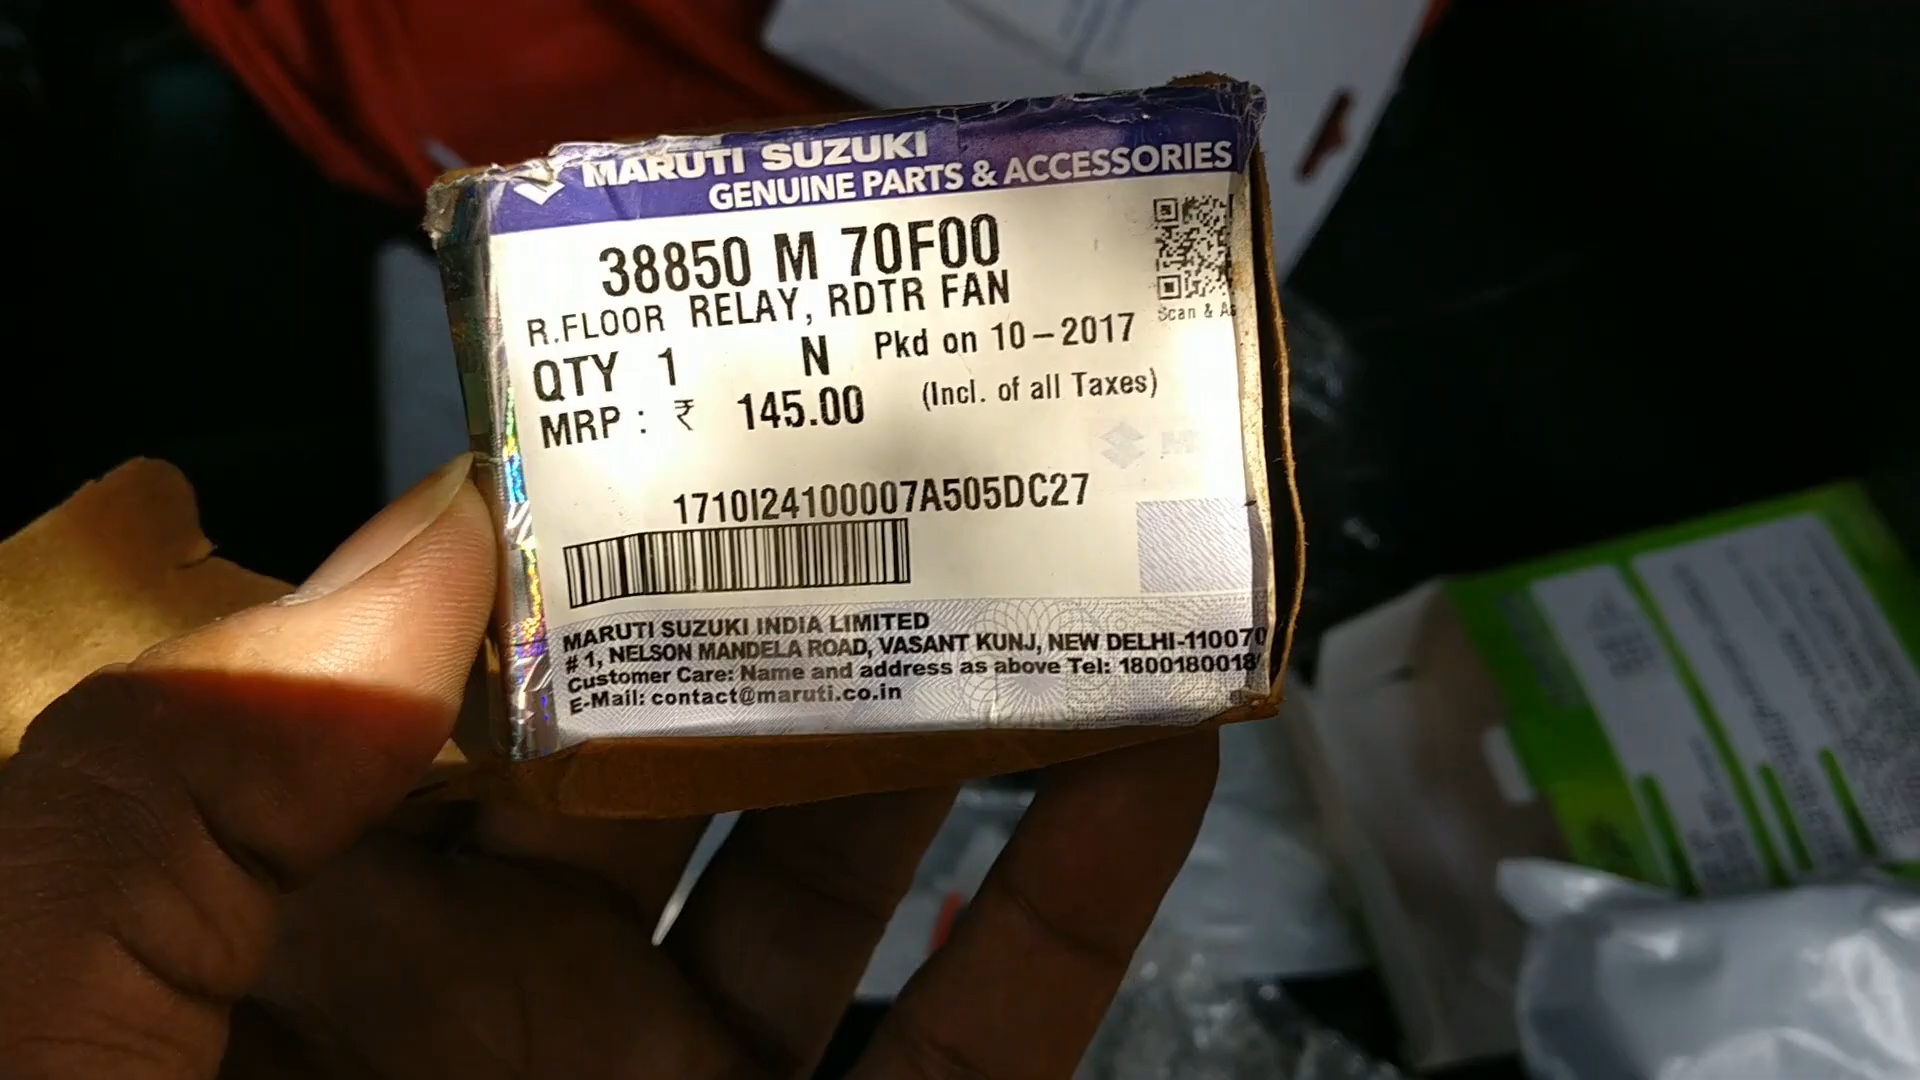 MARUTI SUZUKI
GENUINE PARTS & ACCESSORIES
38850 M 70F00
R.FLOOR RELAY, RDTR FAN
Scan & As
QTY 1 N Pkd on 10-2017
MRP : ₹ 145.00 (Incl. of all Taxes)
1710I24100007A505DC27
MARUTI SUZUKI INDIA LIMITED
# 1, NELSON MANDELA ROAD, VASANT KUNJ, NEW DELHI-110070
Customer Care: Name and address as above Tel: 1800180018
E-Mail: contact@maruti.co.in